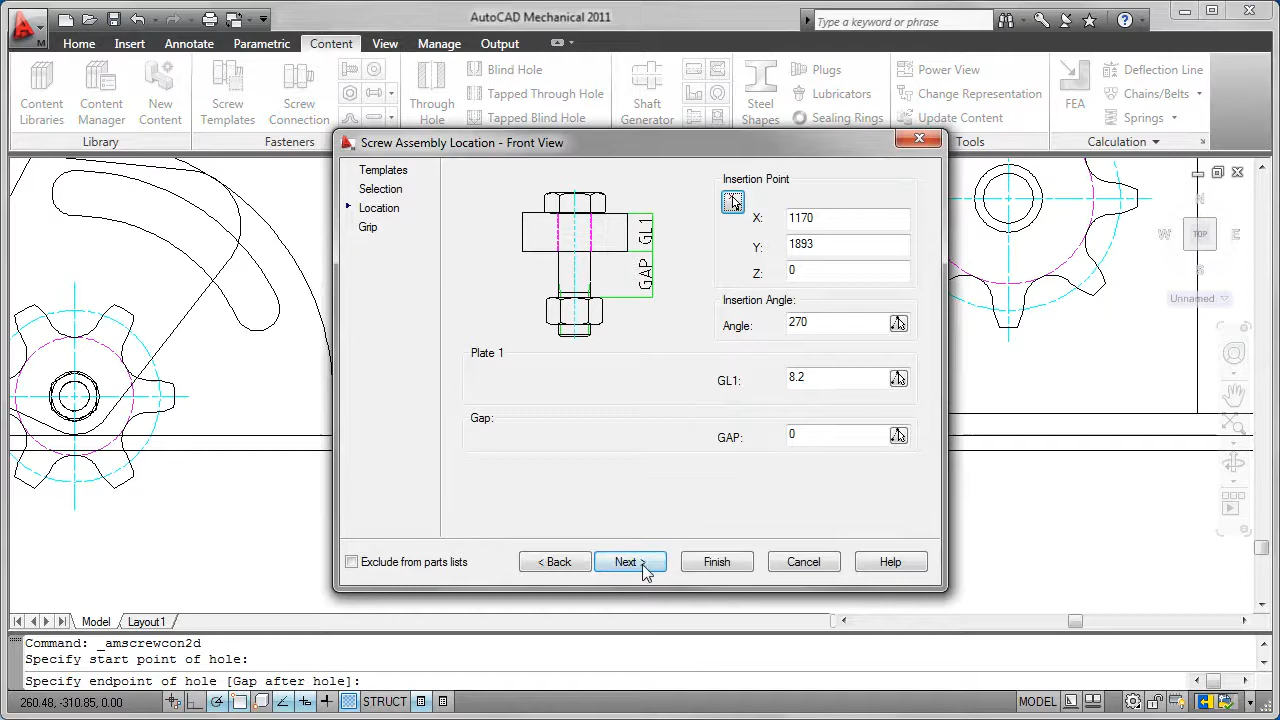 AutoCAD Mechanical 2011
Type a keyword or phrase
M
Home
Insert
Annotate
Parametric
Content
View
Manage
Output
Content
Libraries
Content
Manager
New
Content
Library
Screw
Templates
Screw
Connection
Fasteners
Through
Hole
Blind Hole
Tapped Through Hole
Tapped Blind Hole
Shaft
Generator
Steel
Shapes
Plugs
Lubricators
Sealing Rings
Power View
Change Representation
Update Content
Tools
FEA
Deflection Line
Chains/Belts
Springs
Calculation
Screw Assembly Location - Front View
Templates
Selection
Location
Grip
GL1
GAP
Insertion Point
X: 1170
Y: 1893
Z: 0
Insertion Angle:
Angle: 270
Plate 1
GL1: 8.2
Gap:
GAP: 0
Exclude from parts lists
< Back
Next >
Finish
Cancel
Help
N
W
TOP
E
S
Unnamed
Model
Layout1
Command: _amscrewcon2d
Specify start point of hole:
Specify endpoint of hole [Gap after hole]:
260.48, -310.85, 0.00
STRUCT
MODEL